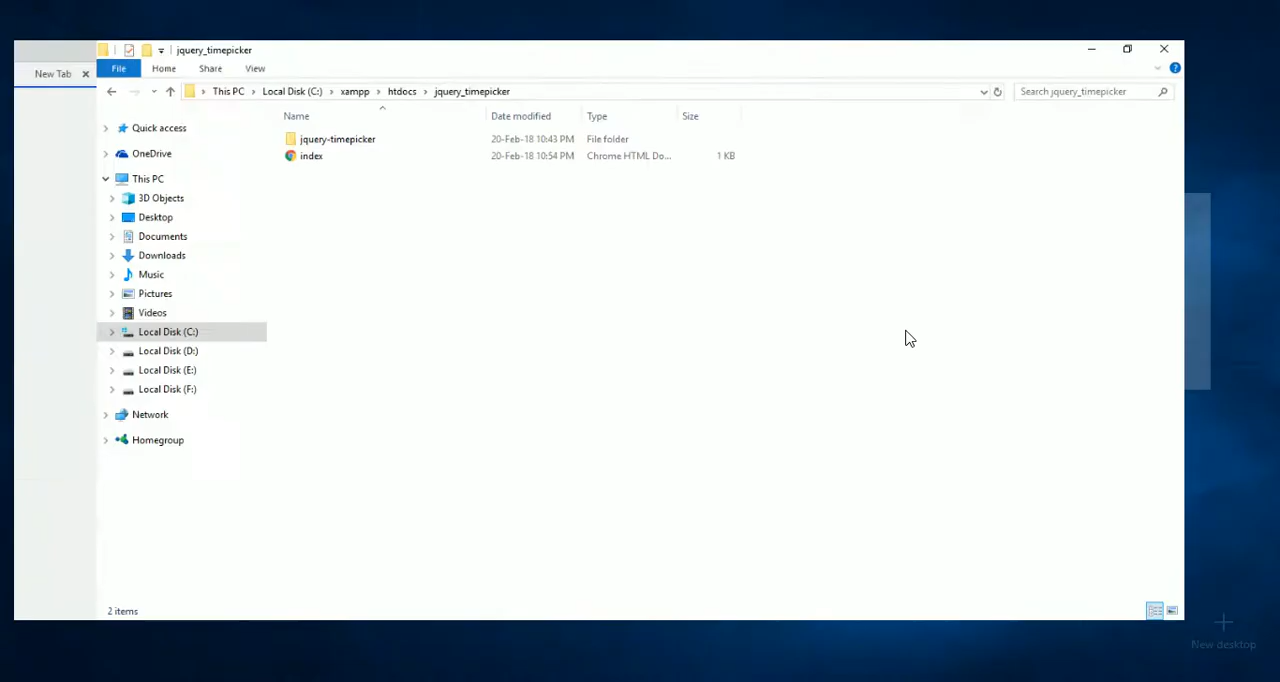 jquery_timepicker
New Tab
File Home Share View
This PC Local Disk (C:) xampp htdocs jquery_timepicker Search jquery_timepicker
Name Date modified Type Size
jquery-timepicker 20-Feb-18 10:43 PM File folder
index 20-Feb-18 10:54 PM Chrome HTML Do... 1 KB
Quick access
OneDrive
This PC
3D Objects
Desktop
Documents
Downloads
Music
Pictures
Videos
Local Disk (C:)
Local Disk (D:)
Local Disk (E:)
Local Disk (F:)
Network
Homegroup
2 items
New desktop